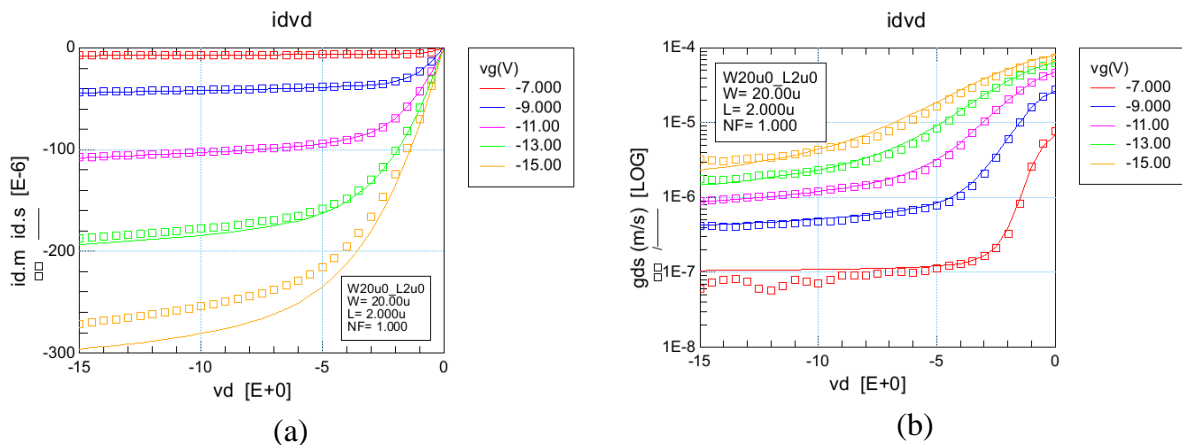 idvd
id.m id.s [E-6]
0
-100
-200
-300
-15
-10
-5
0
vd [E+0]
W20u0_L2u0
W= 20.00u
L= 2.000u
NF= 1.000
vg(V)
-7.000
-9.000
-11.00
-13.00
-15.00
(a)
idvd
gds (m/s) / [LOG]
1E-4
1E-5
1E-6
1E-7
1E-8
-15
-10
-5
0
vd [E+0]
W20u0_L2u0
W= 20.00u
L= 2.000u
NF= 1.000
vg(V)
-7.000
-9.000
-11.00
-13.00
-15.00
(b)